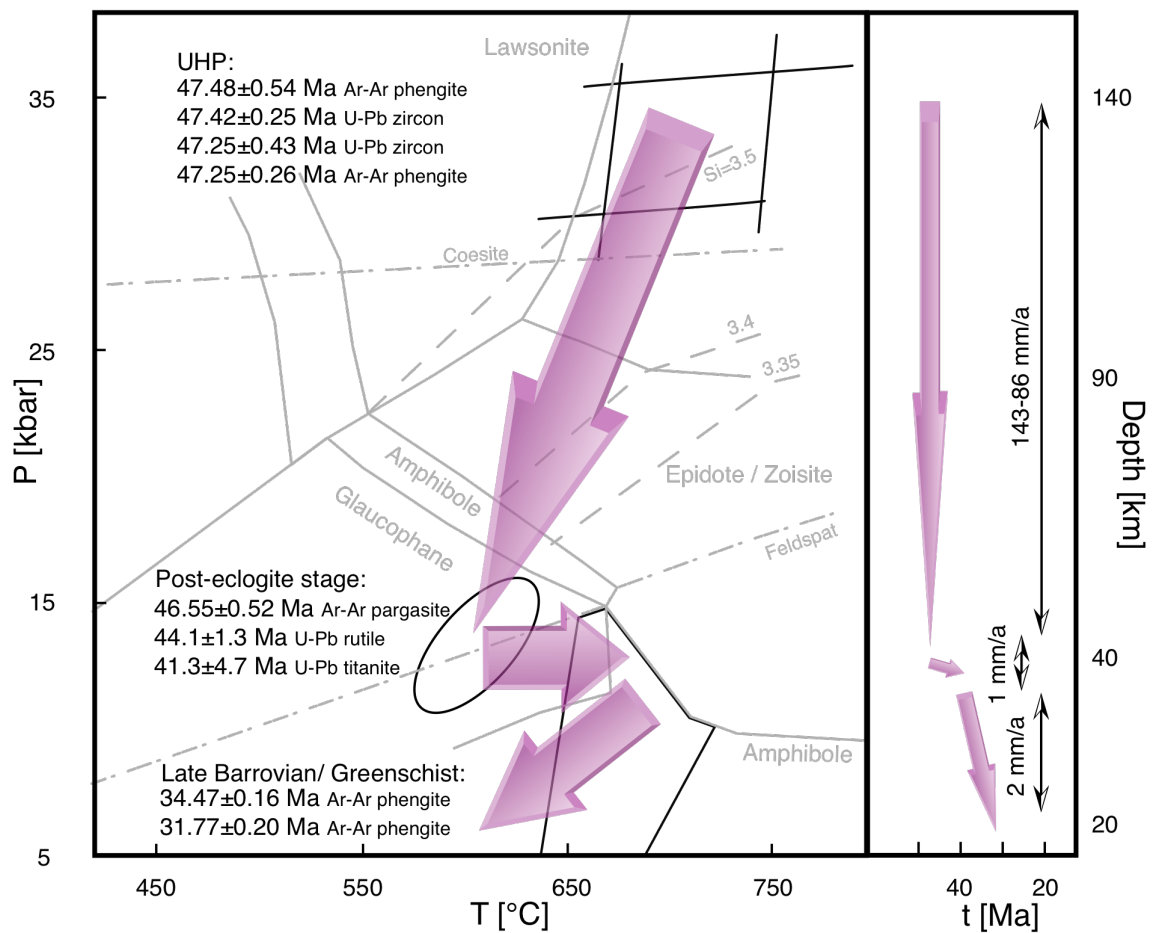 UHP:
47.48±0.54 Ma Ar-Ar phengite
47.42±0.25 Ma U-Pb zircon
47.25±0.43 Ma U-Pb zircon
47.25±0.26 Ma Ar-Ar phengite
Lawsonite
Si=3.5
Coesite
3.4
3.35
Amphibole
Glaucophane
Epidote / Zoisite
Feldspat
Post-eclogite stage:
46.55±0.52 Ma Ar-Ar pargasite
44.1±1.3 Ma U-Pb rutile
41.3±4.7 Ma U-Pb titanite
Late Barrovian/ Greenschist:
34.47±0.16 Ma Ar-Ar phengite
31.77±0.20 Ma Ar-Ar phengite
Amphibole
35
25
15
5
P [kbar]
450
550
650
750
T [°C]
143-86 mm/a
1 mm/a
2 mm/a
140
90
40
20
Depth [km]
40
20
t [Ma]